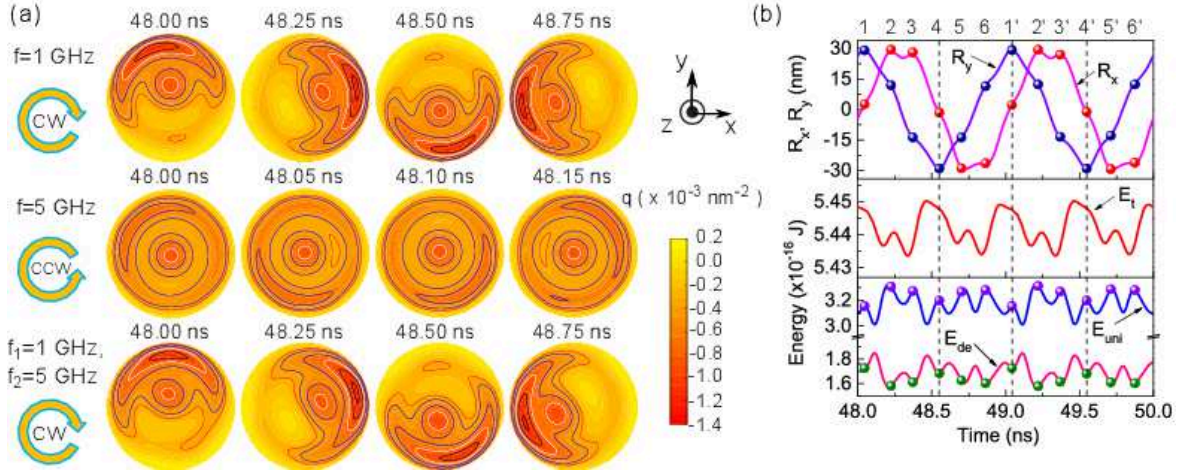 (a)
48.00 ns 48.25 ns 48.50 ns 48.75 ns
f=1 GHz
CW
y
z x
48.00 ns 48.05 ns 48.10 ns 48.15 ns
f=5 GHz
CCW
q ( x 10⁻³ nm⁻²)
0.2
0
-0.2
-0.4
-0.6
-0.8
-1.0
-1.2
-1.4
48.00 ns 48.25 ns 48.50 ns 48.75 ns
f₁=1 GHz,
f₂=5 GHz
CW
(b)
1 2 3 4 5 6 1' 2' 3' 4' 5' 6'
Rₓ, R_y (nm)
30
15
0
-15
-30
R_y
Rₓ
Energy (x10⁻¹⁶ J)
5.45
5.44
5.43
E_t
3.2
3.0
E_uni
E_de
1.8
1.6
48.0 48.5 49.0 49.5 50.0
Time (ns)